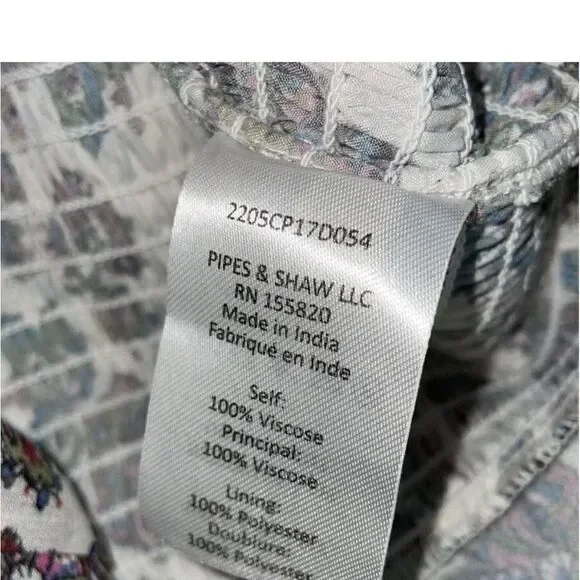 2205CP17D054
PIPES & SHAW LLC
RN 155820
Made in India
Fabriqué en Inde
Self:
100% Viscose
Principal:
100% Viscose
Lining:
100% Polyester
Doublure:
100% Polyester